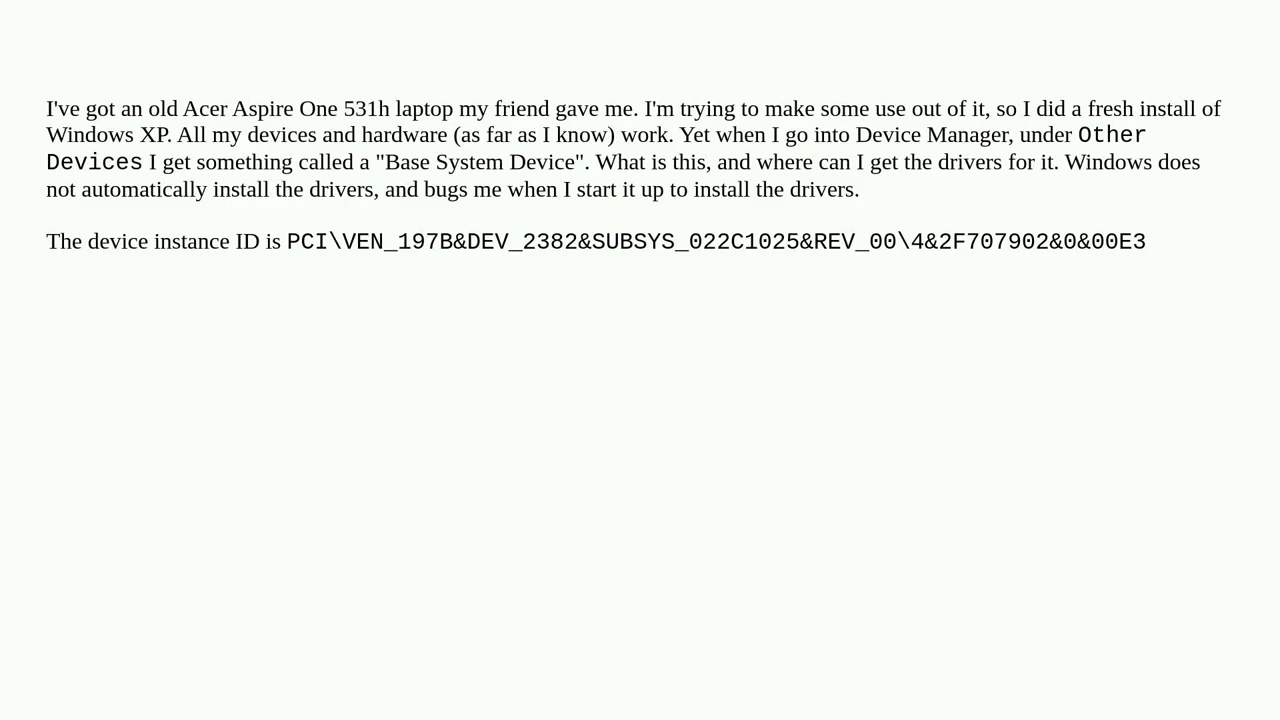 I've got an old Acer Aspire One 531h laptop my friend gave me. I'm trying to make some use out of it, so I did a fresh install of
Windows XP. All my devices and hardware (as far as I know) work. Yet when I go into Device Manager, under Other
Devices I get something called a "Base System Device". What is this, and where can I get the drivers for it. Windows does
not automatically install the drivers, and bugs me when I start it up to install the drivers.
The device instance ID is PCI\VEN_197B&DEV_2382&SUBSYS_022C1025&REV_00\4&2F707902&0&00E3